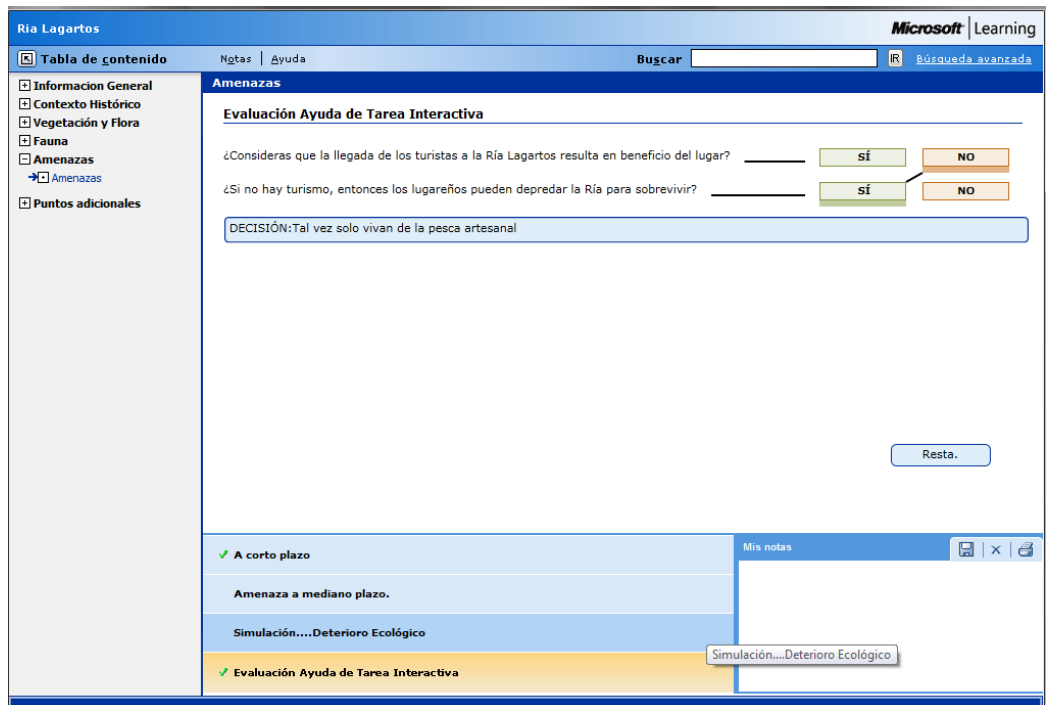 Ria Lagartos
Microsoft Learning
Tabla de contenido
Notas Ayuda
Buscar
IR
Búsqueda avanzada
Informacion General
Contexto Histórico
Vegetación y Flora
Fauna
Amenazas
Amenazas
Puntos adicionales
Amenazas
Evaluación Ayuda de Tarea Interactiva
¿Consideras que la llegada de los turistas a la Ría Lagartos resulta en beneficio del lugar? SÍ NO
¿Si no hay turismo, entonces los lugareños pueden depredar la Ría para sobrevivir? SÍ NO
DECISIÓN:Tal vez solo vivan de la pesca artesanal
Resta.
A corto plazo
Amenaza a mediano plazo.
Simulación....Deterioro Ecológico
Evaluación Ayuda de Tarea Interactiva
Mis notas
Simulación....Deterioro Ecológico